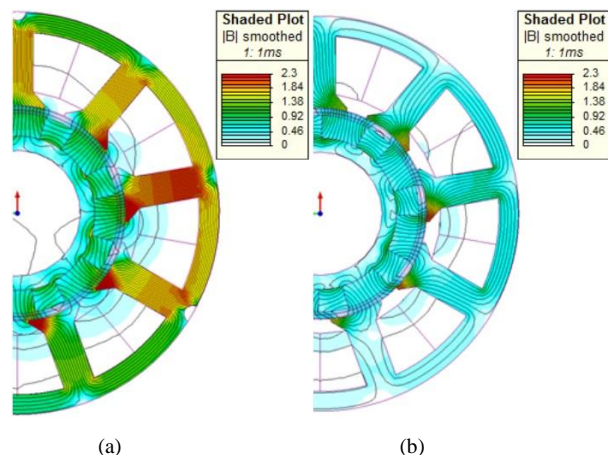 Shaded Plot
|B| smoothed
1: 1ms
2.3
1.84
1.38
0.92
0.46
0
Shaded Plot
|B| smoothed
1: 1ms
2.3
1.84
1.38
0.92
0.46
0
(a)
(b)